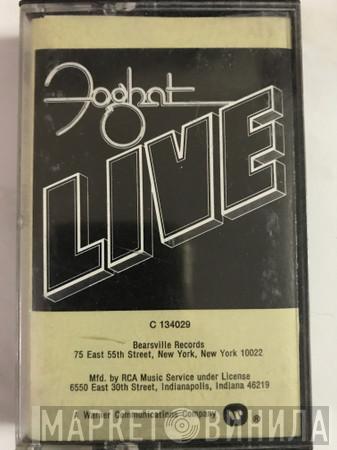 Foghat
LIVE
C 134029
Bearsville Records
75 East 55th Street, New York, New York 10022
Mfd. by RCA Music Service under License
6550 East 30th Street, Indianapolis, Indiana 46219
A Warner Communications Company W ®
МАРКЕТ ВИНИЛА